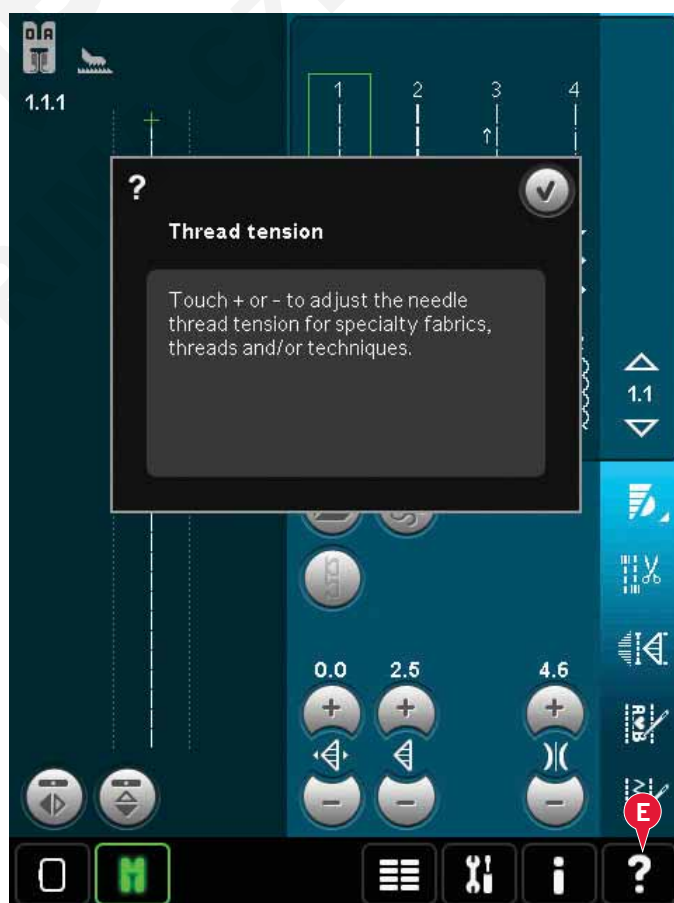 0A
1.1.1
1 2 3 4
?
Thread tension
Touch + or - to adjust the needle
thread tension for specialty fabrics,
threads and/or techniques.
1.1
0.0 2.5 4.6
+ + +
- - -
A♥B
E
i ?